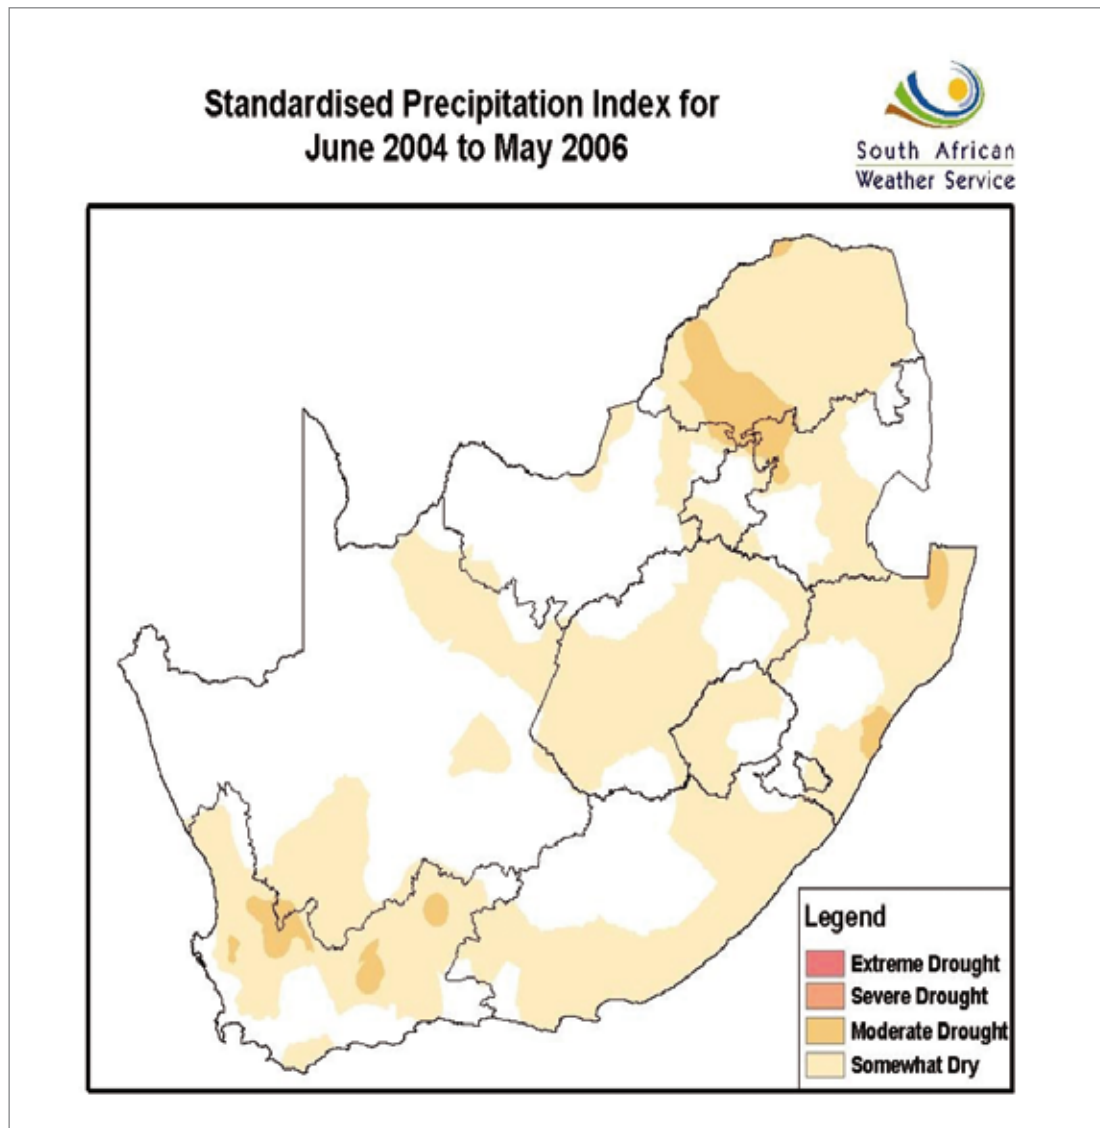 Standardised Precipitation Index for
June 2004 to May 2006
South African
Weather Service
Legend
Extreme Drought
Severe Drought
Moderate Drought
Somewhat Dry